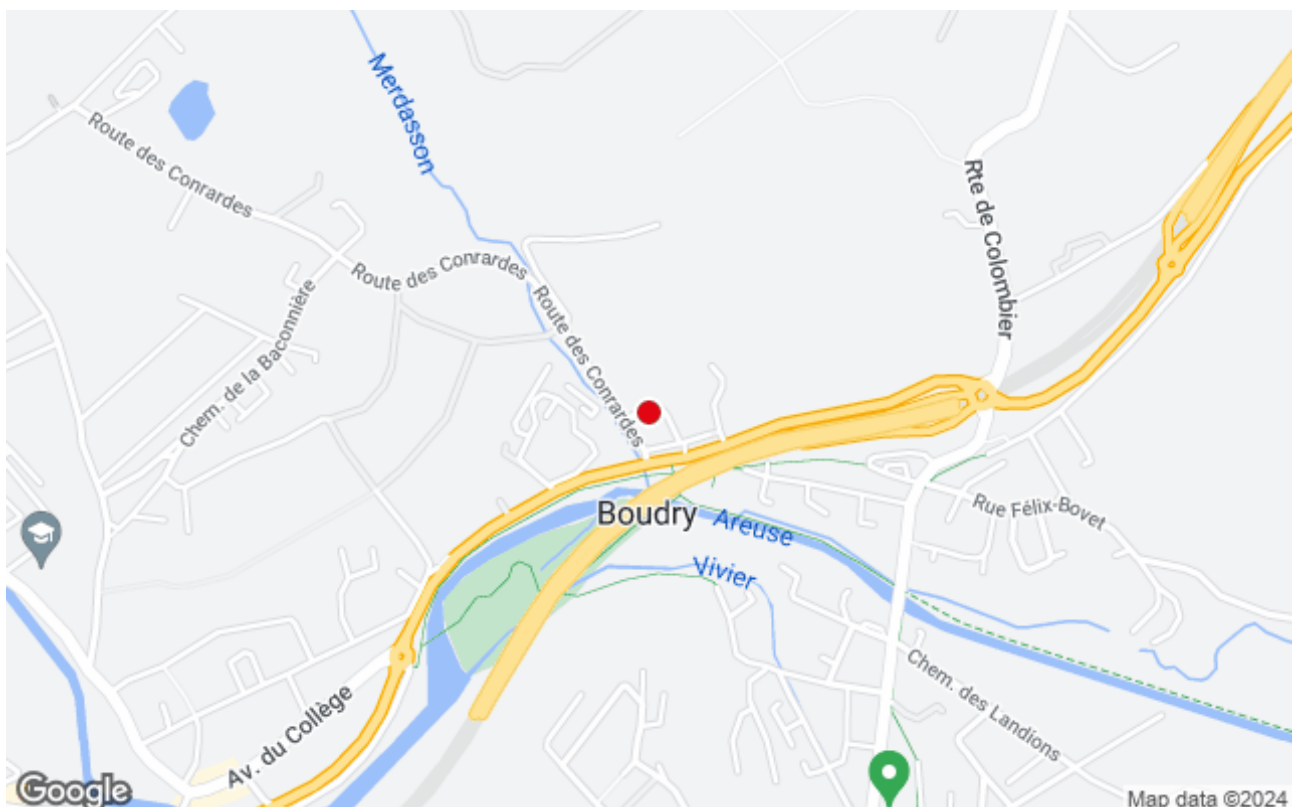 Merdasson
Route des Conrardes
Rte de Colombier
Route des Conrardes
Chem. de la Baconnière
Route des Conrardes
Boudry
Areuse
Rue Félix-Bovet
Vivier
Chem. des Landions
Av. du Collège
Google
Map data ©2024